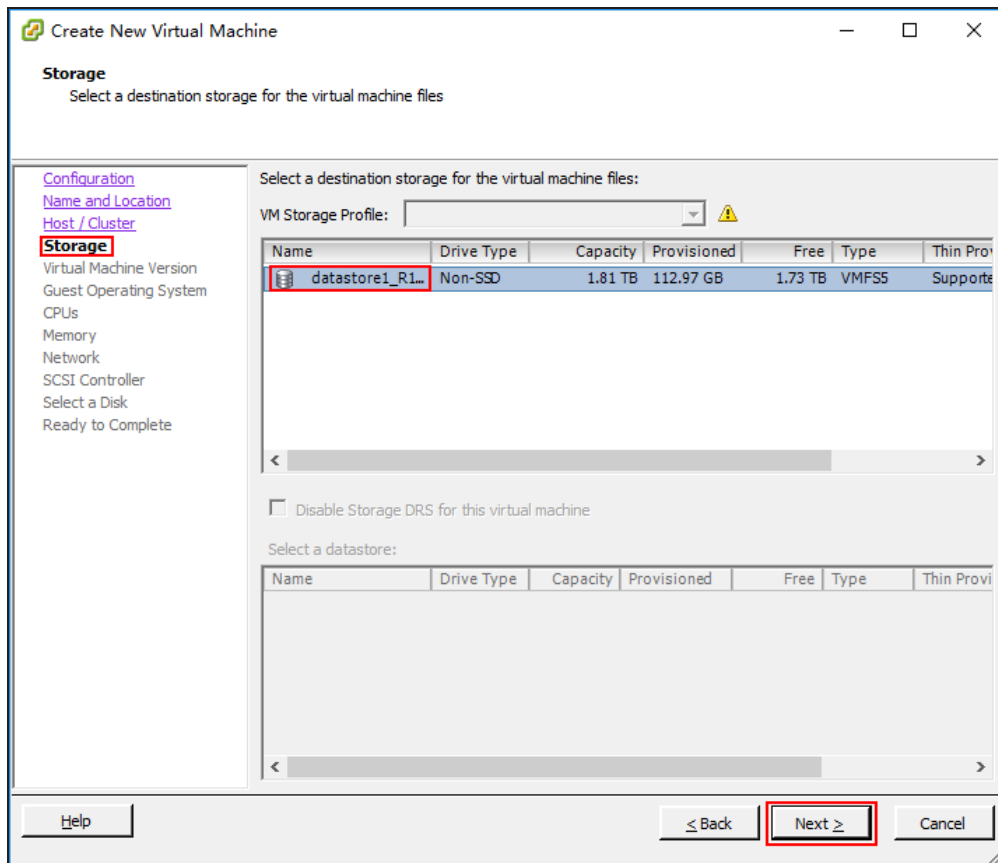 Create New Virtual Machine
Storage
Select a destination storage for the virtual machine files
Configuration
Name and Location
Host / Cluster
Storage
Virtual Machine Version
Guest Operating System
CPUs
Memory
Network
SCSI Controller
Select a Disk
Ready to Complete
Select a destination storage for the virtual machine files:
VM Storage Profile:
Name Drive Type Capacity Provisioned Free Type Thin Prov
datastore1_R1... Non-SSD 1.81 TB 112.97 GB 1.73 TB VMFS5 Supporte
Disable Storage DRS for this virtual machine
Select a datastore:
Name Drive Type Capacity Provisioned Free Type Thin Provi
Help
< Back
Next >
Cancel